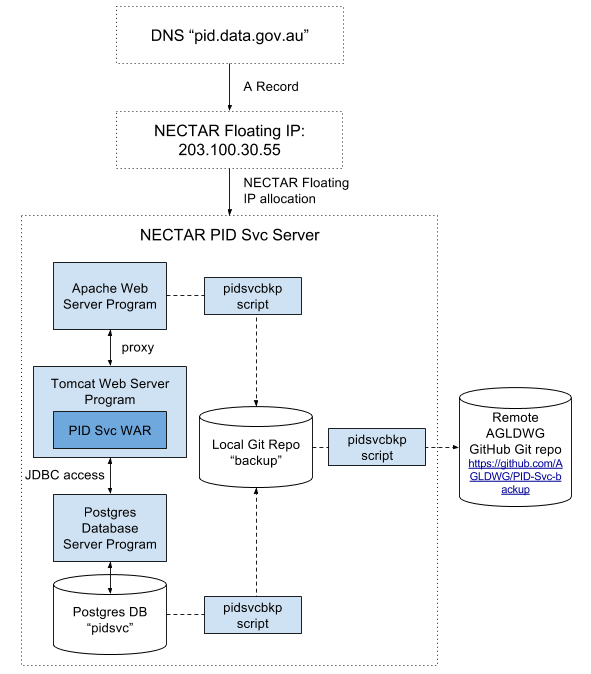 DNS “pid.data.gov.au”
A Record
NECTAR Floating IP:
203.100.30.55
NECTAR Floating
IP allocation
NECTAR PID Svc Server
Apache Web
Server Program
pidsvcbkp
script
proxy
Tomcat Web Server
Program
PID Svc WAR
JDBC access
Local Git Repo
“backup”
pidsvcbkp
script
Remote
AGLDWG
GitHub Git repo
https://github.com/A
GLDWG/PID-Svc-b
ackup
Postgres
Database
Server Program
Postgres DB
“pidsvc”
pidsvcbkp
script